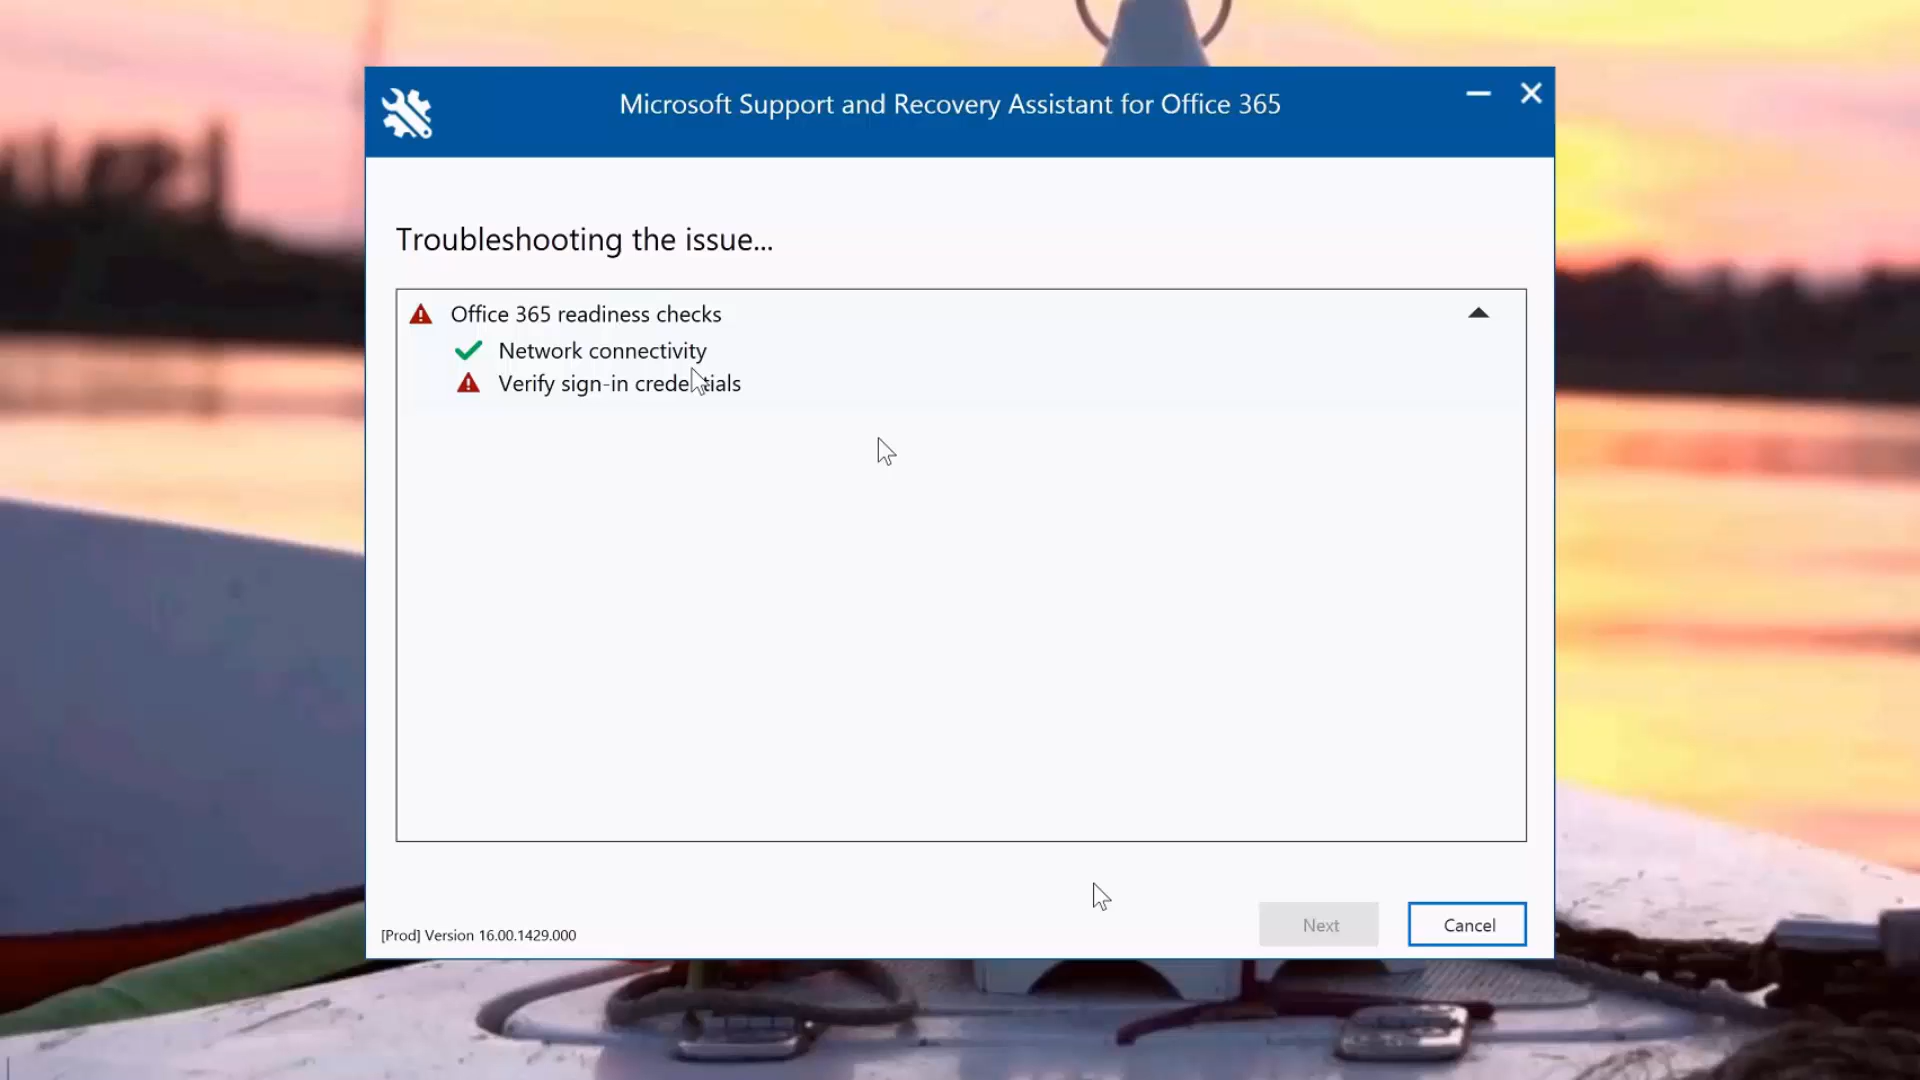 Microsoft Support and Recovery Assistant for Office 365
Troubleshooting the issue...
Office 365 readiness checks
Network connectivity
Verify sign-in credentials
Next
Cancel
[Prod] Version 16.00.1429.000